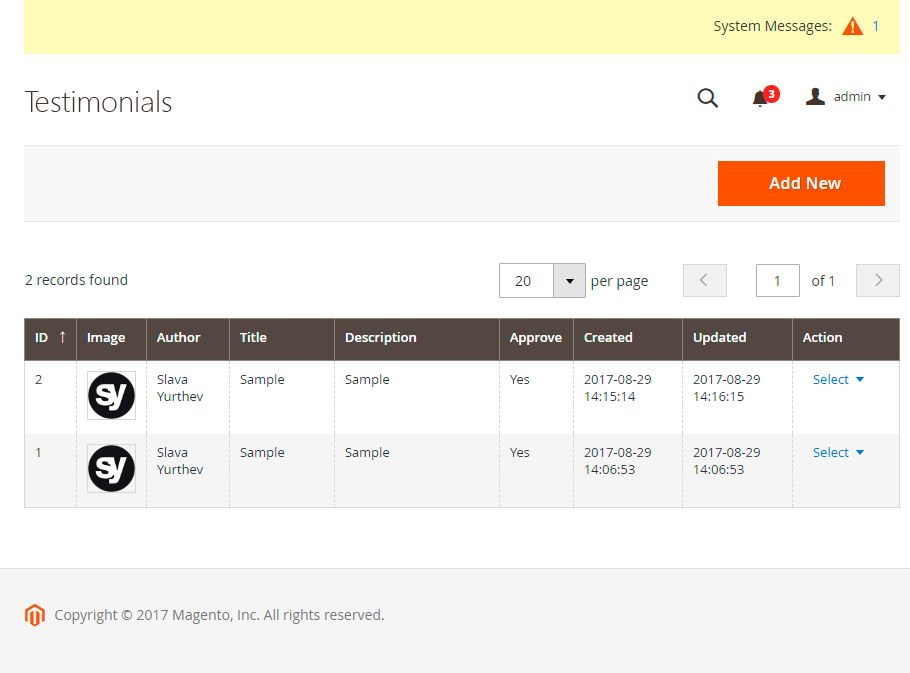 System Messages: 1
Testimonials
3 admin
Add New
2 records found 20 per page 1 of 1
ID ↑ Image Author Title Description Approve Created Updated Action
2 sy Slava Sample Sample Yes 2017-08-29 2017-08-29 Select
Yurthev 14:15:14 14:16:15
1 sy Slava Sample Sample Yes 2017-08-29 2017-08-29 Select
Yurthev 14:06:53 14:06:53
Copyright © 2017 Magento, Inc. All rights reserved.